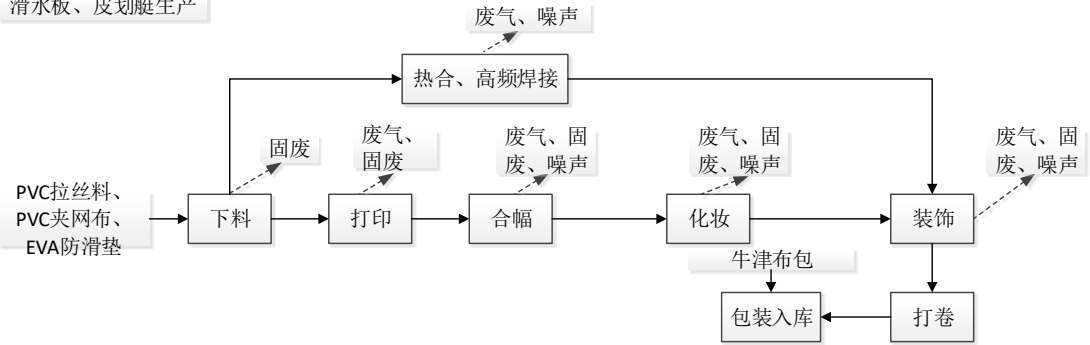 滑水板、皮划艇生产
废气、噪声
热合、高频焊接
固废
废气、
固废
废气、固
废、噪声
废气、固
废、噪声
废气、固
废、噪声
PVC拉丝料、
PVC夹网布、
EVA防滑垫
下料
打印
合幅
化妆
装饰
牛津布包
包装入库
打卷